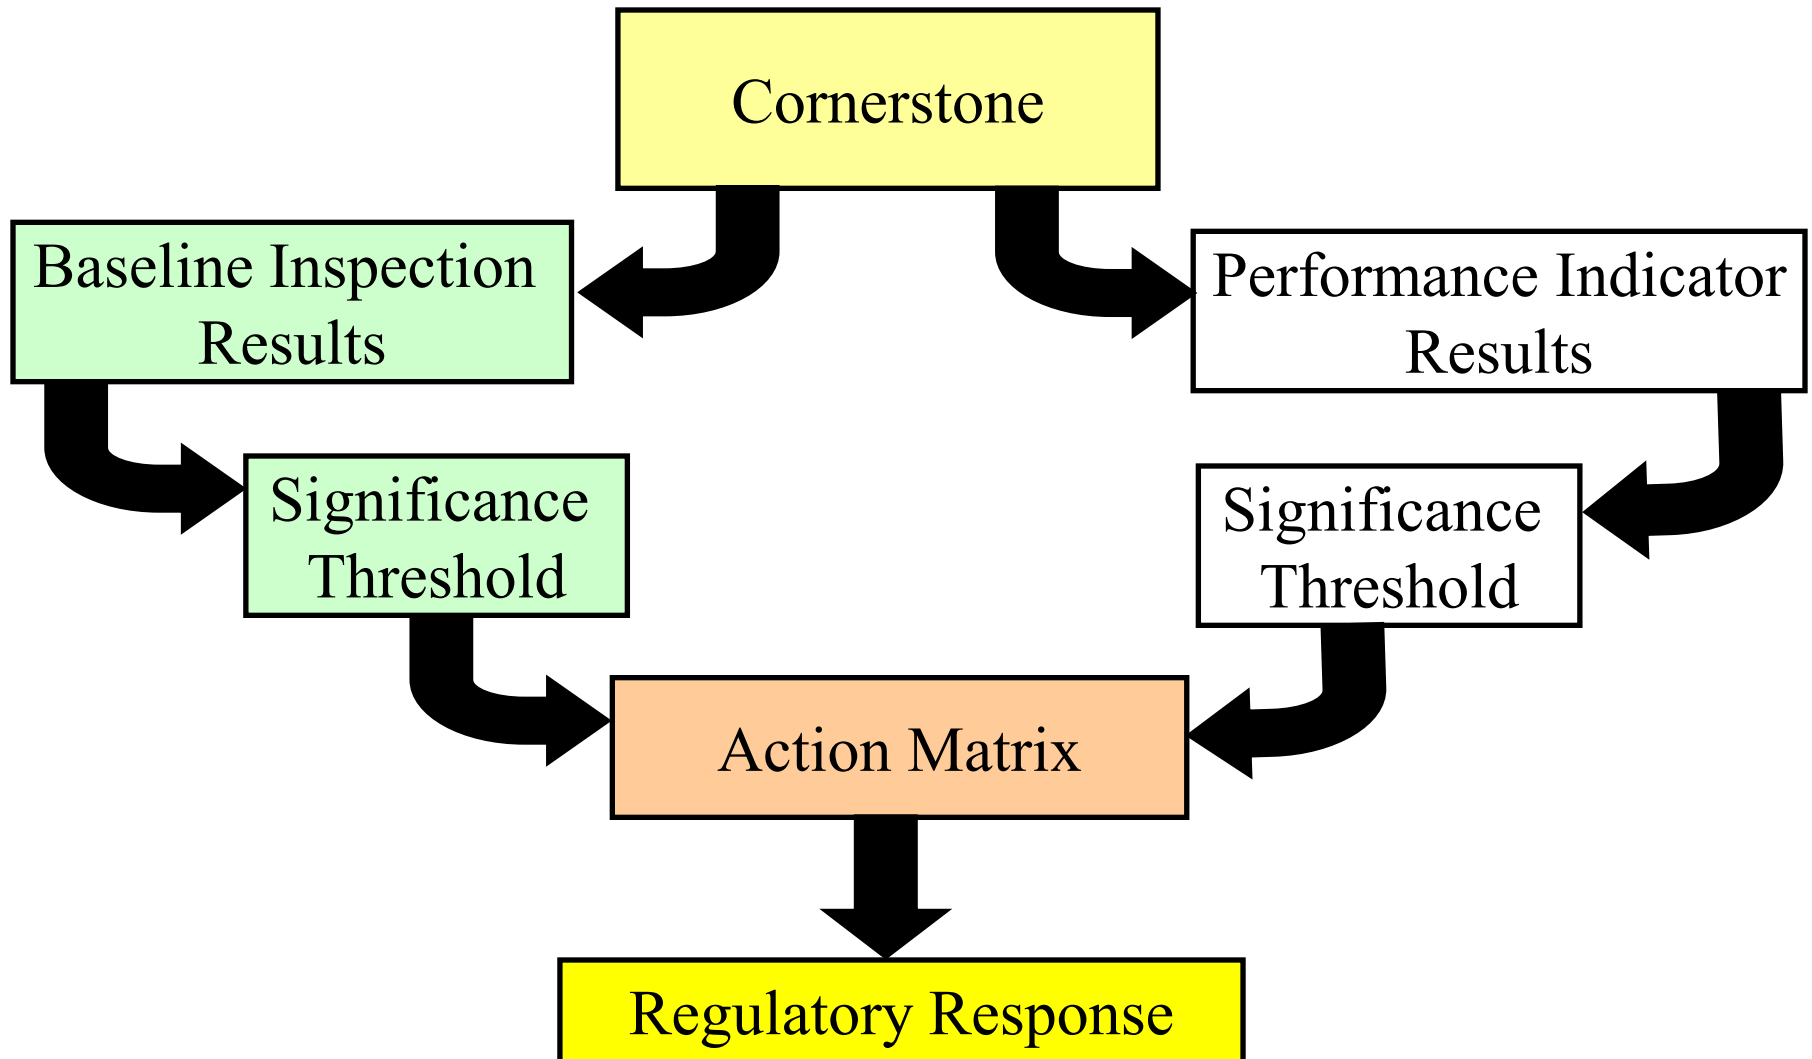 Cornerstone
Baseline Inspection
Results
Performance Indicator
Results
Significance
Threshold
Significance
Threshold
Action Matrix
Regulatory Response